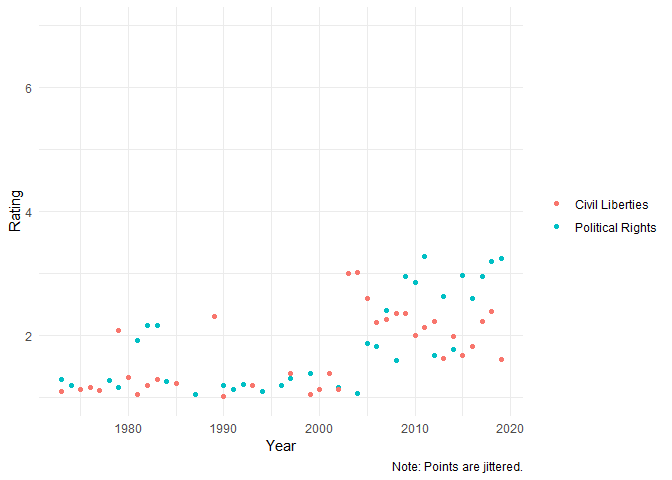 6
4
2
Rating
1980 1990 2000 2010 2020
Year
Civil Liberties
Political Rights
Note: Points are jittered.